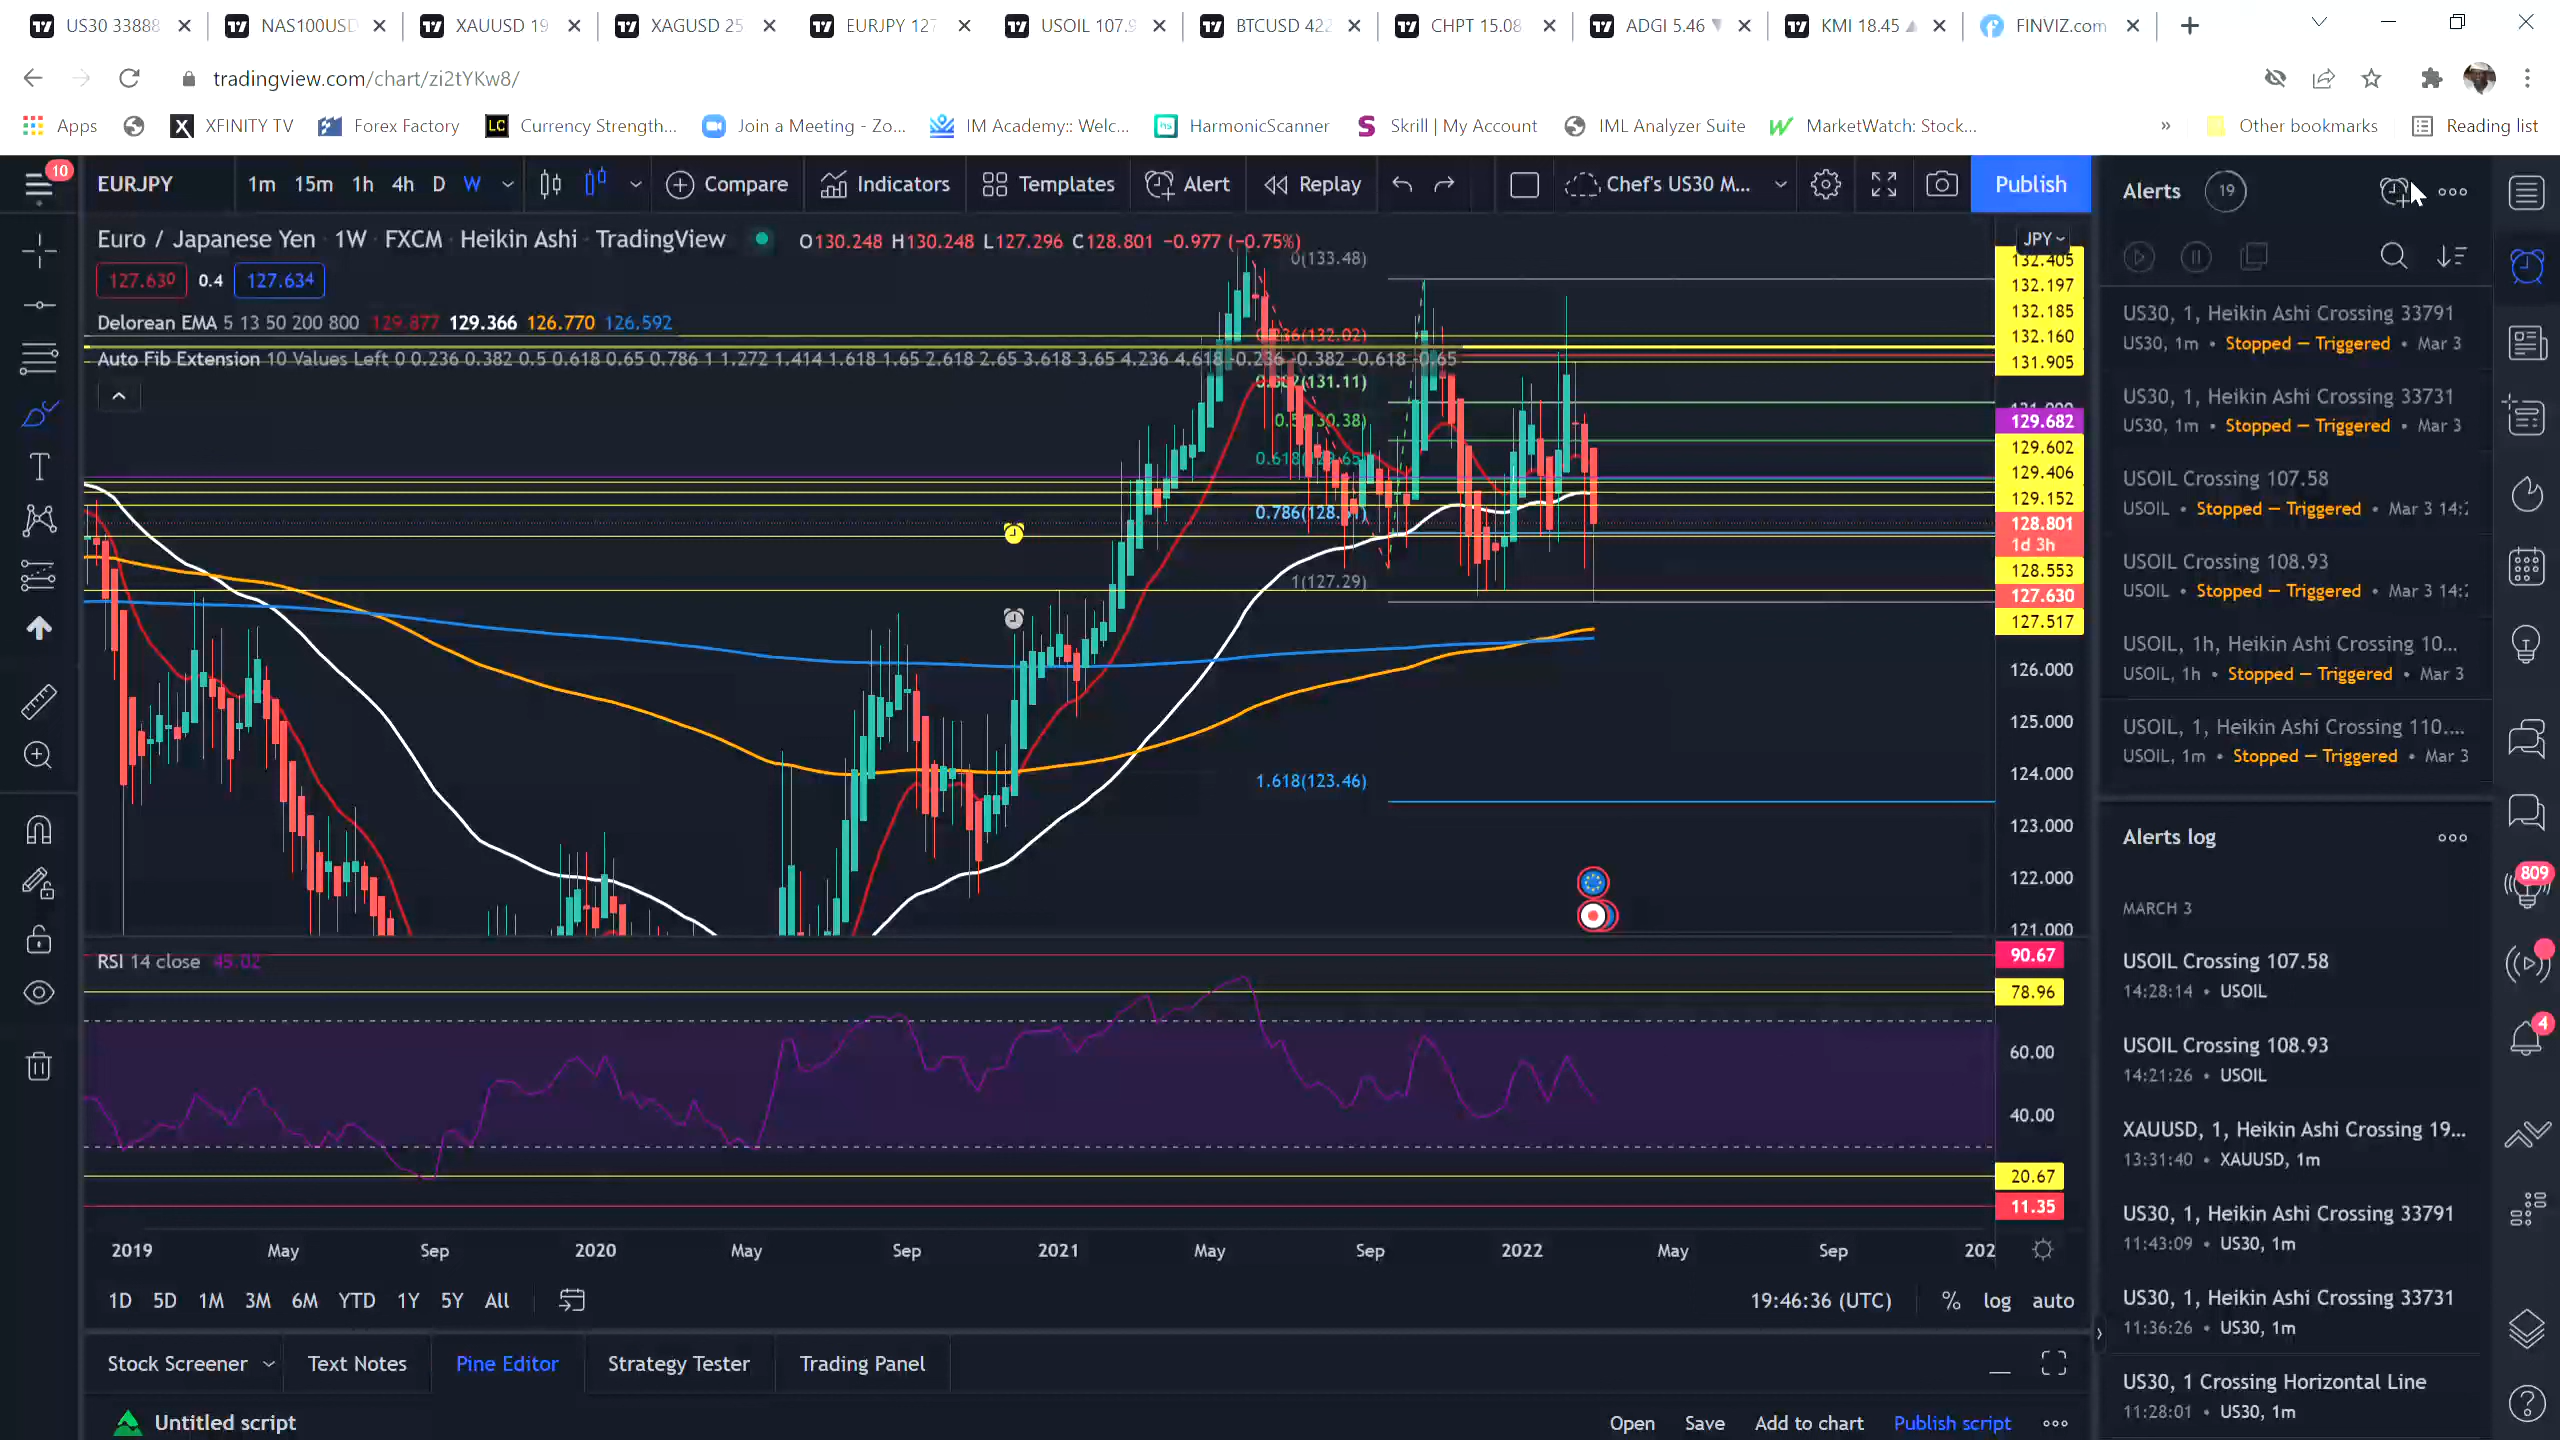 US30 33888
NAS100USD
XAUUSD 19
XAGUSD 25
EURJPY 127
USOIL 107.9
BTCUSD 422
CHPT 15.08
ADGI 5.46
KMI 18.45
FINVIZ.com
tradingview.com/chart/zi2tYKw8/
Apps
XFINITY TV
Forex Factory
Currency Strength...
Join a Meeting - Zo...
IM Academy:: Welc...
HarmonicScanner
Skrill | My Account
IML Analyzer Suite
MarketWatch: Stock...
»
Other bookmarks
Reading list
10
EURJPY
1m 15m 1h 4h D W
Compare
Indicators
Templates
Alert
Replay
Chef's US30 M...
Publish
Euro / Japanese Yen · 1W · FXCM · Heikin Ashi · TradingView
O130.248 H130.248 L127.296 C128.801 −0.977 (−0.75%)
127.630 0.4 127.634
Delorean EMA 5 13 50 200 800 129.877 129.366 126.770 126.592
Auto Fib Extension 10 Values Left 0 0.236 0.382 0.5 0.618 0.65 0.786 1 1.272 1.414 1.618 1.65 2.618 2.65 3.618 3.65 4.236 4.618 -0.236 -0.382 -0.618 -0.65
0(133.48)
0.236(132.02)
0.5(130.38)
1(127.29)
1.618(123.46)
JPY
132.405
132.197
132.185
132.160
131.905
129.682
129.602
129.406
129.152
128.801
1d 3h
128.553
127.630
127.517
126.000
125.000
124.000
123.000
122.000
121.000
RSI 14 close 45.02
90.67
78.96
60.00
40.00
20.67
11.35
2019 May Sep 2020 May Sep 2021 May Sep 2022 May Sep 202
1D 5D 1M 3M 6M YTD 1Y 5Y All
19:46:36 (UTC)
% log auto
Stock Screener
Text Notes
Pine Editor
Strategy Tester
Trading Panel
Untitled script
Open
Save
Add to chart
Publish script
Alerts
19
US30, 1, Heikin Ashi Crossing 33791
US30, 1m • Stopped — Triggered • Mar 3
US30, 1, Heikin Ashi Crossing 33731
US30, 1m • Stopped — Triggered • Mar 3
USOIL Crossing 107.58
USOIL • Stopped — Triggered • Mar 3 14:2
USOIL Crossing 108.93
USOIL • Stopped — Triggered • Mar 3 14:2
USOIL, 1h, Heikin Ashi Crossing 10...
USOIL, 1h • Stopped — Triggered • Mar 3
USOIL, 1, Heikin Ashi Crossing 110....
USOIL, 1m • Stopped — Triggered • Mar 3
Alerts log
MARCH 3
USOIL Crossing 107.58
14:28:14 • USOIL
USOIL Crossing 108.93
14:21:26 • USOIL
XAUUSD, 1, Heikin Ashi Crossing 19...
13:31:40 • XAUUSD, 1m
US30, 1, Heikin Ashi Crossing 33791
11:43:09 • US30, 1m
US30, 1, Heikin Ashi Crossing 33731
11:36:26 • US30, 1m
US30, 1 Crossing Horizontal Line
11:28:01 • US30, 1m
809
4